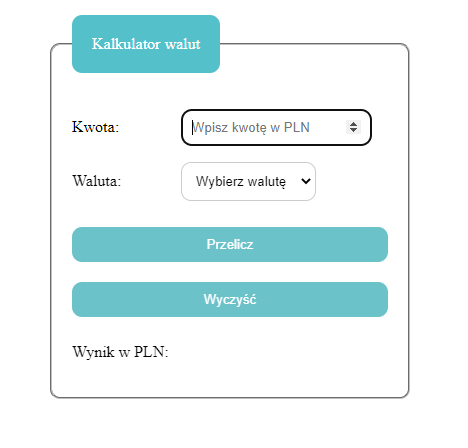 Kalkulator walut
Kwota: Wpisz kwotę w PLN
Waluta: Wybierz walutę
Przelicz
Wyczyść
Wynik w PLN: